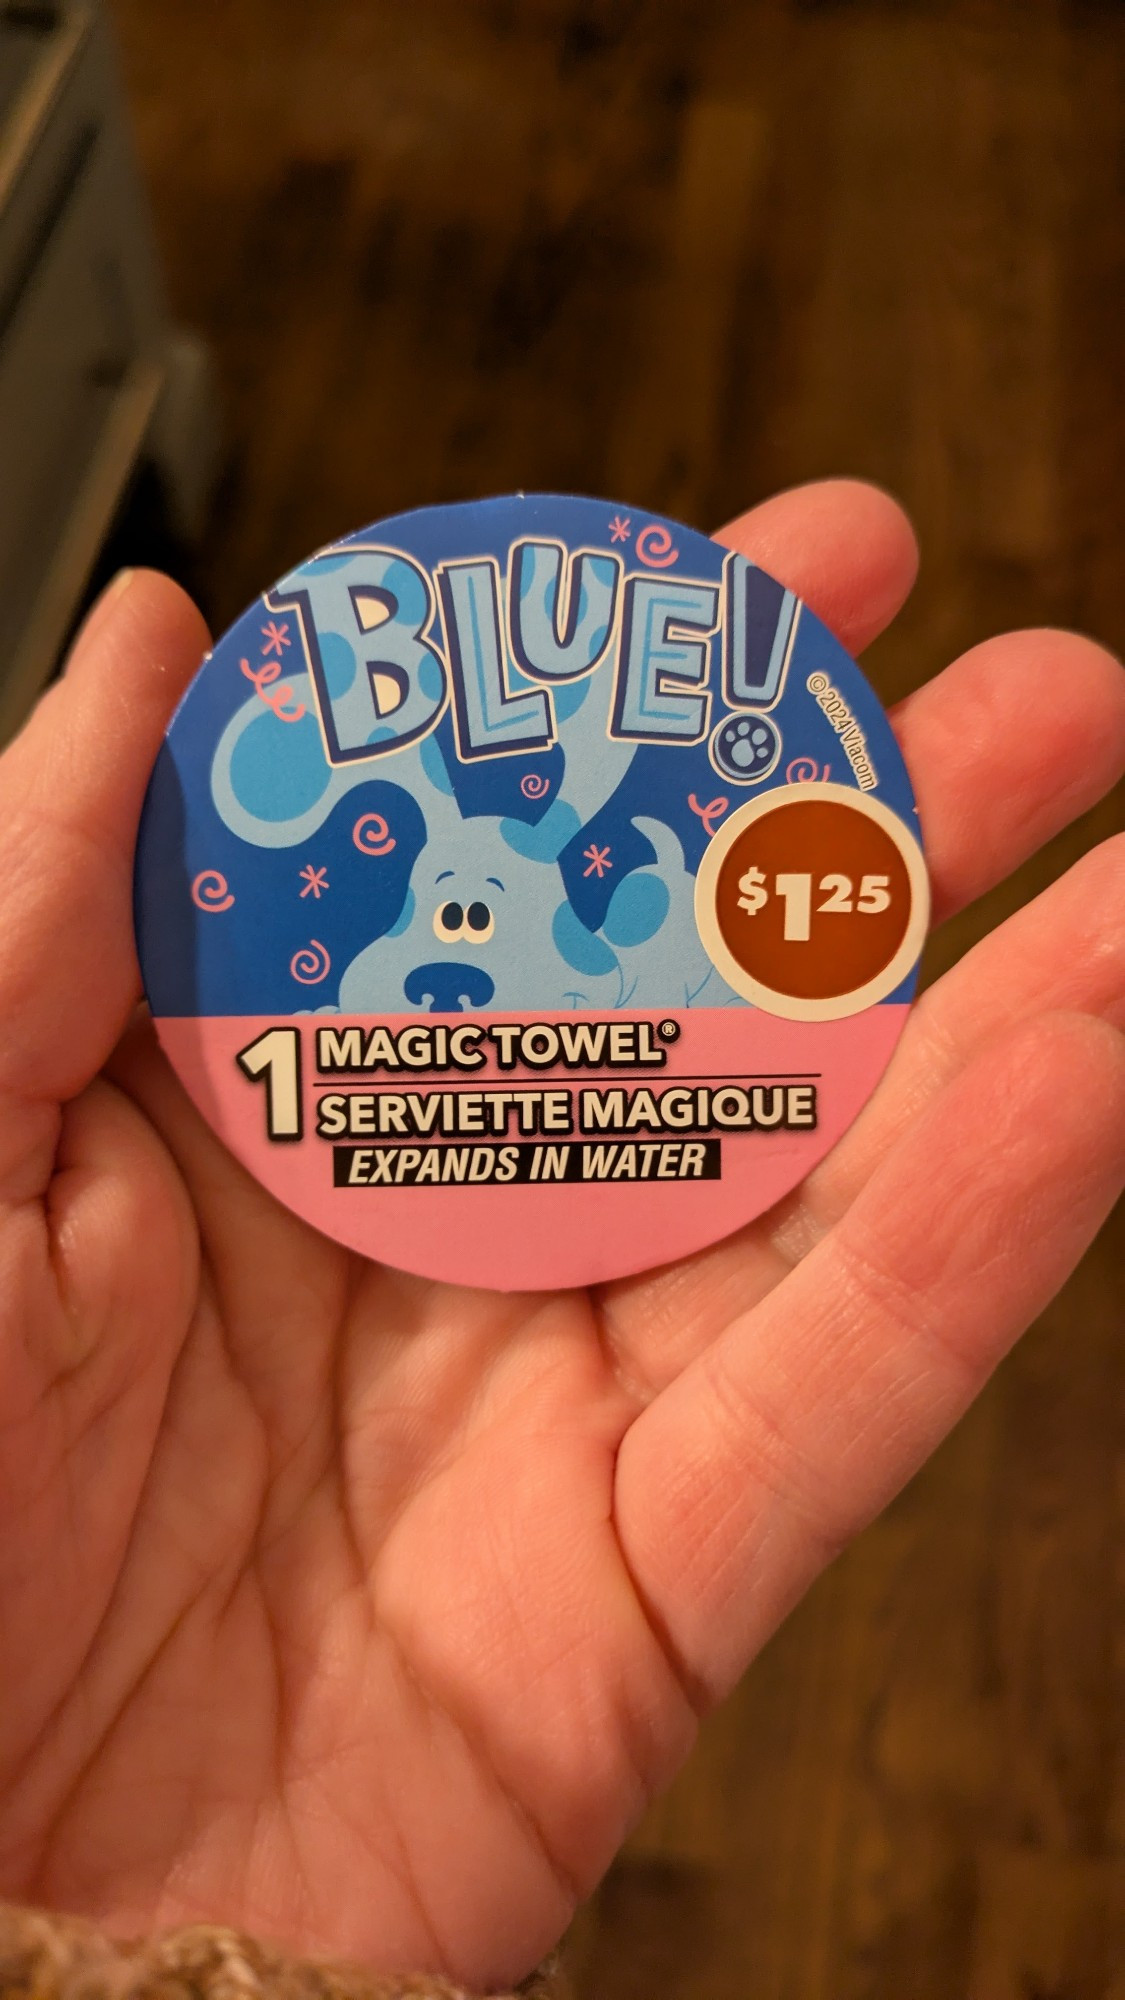 BLUE!
©2024 Viacom
$1.25
1 MAGIC TOWEL®
SERVIETTE MAGIQUE
EXPANDS IN WATER